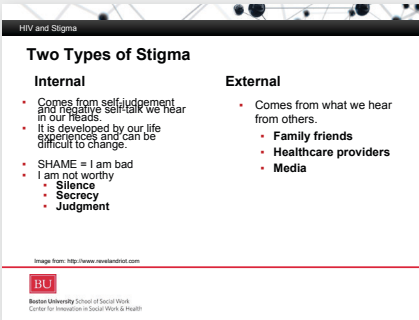 HIV and Stigma
Two Types of Stigma
Internal
Comes from self-judgement
and negative self-talk we hear
in our heads.
It is developed by our life
experiences and can be
difficult to change.
SHAME = I am bad
I am not worthy
Silence
Secrecy
Judgment
External
Comes from what we hear
from others.
Family friends
Healthcare providers
Media
Image from: http://www.revelandriot.com
BU
Boston University School of Social Work
Center for Innovation in Social Work & Health